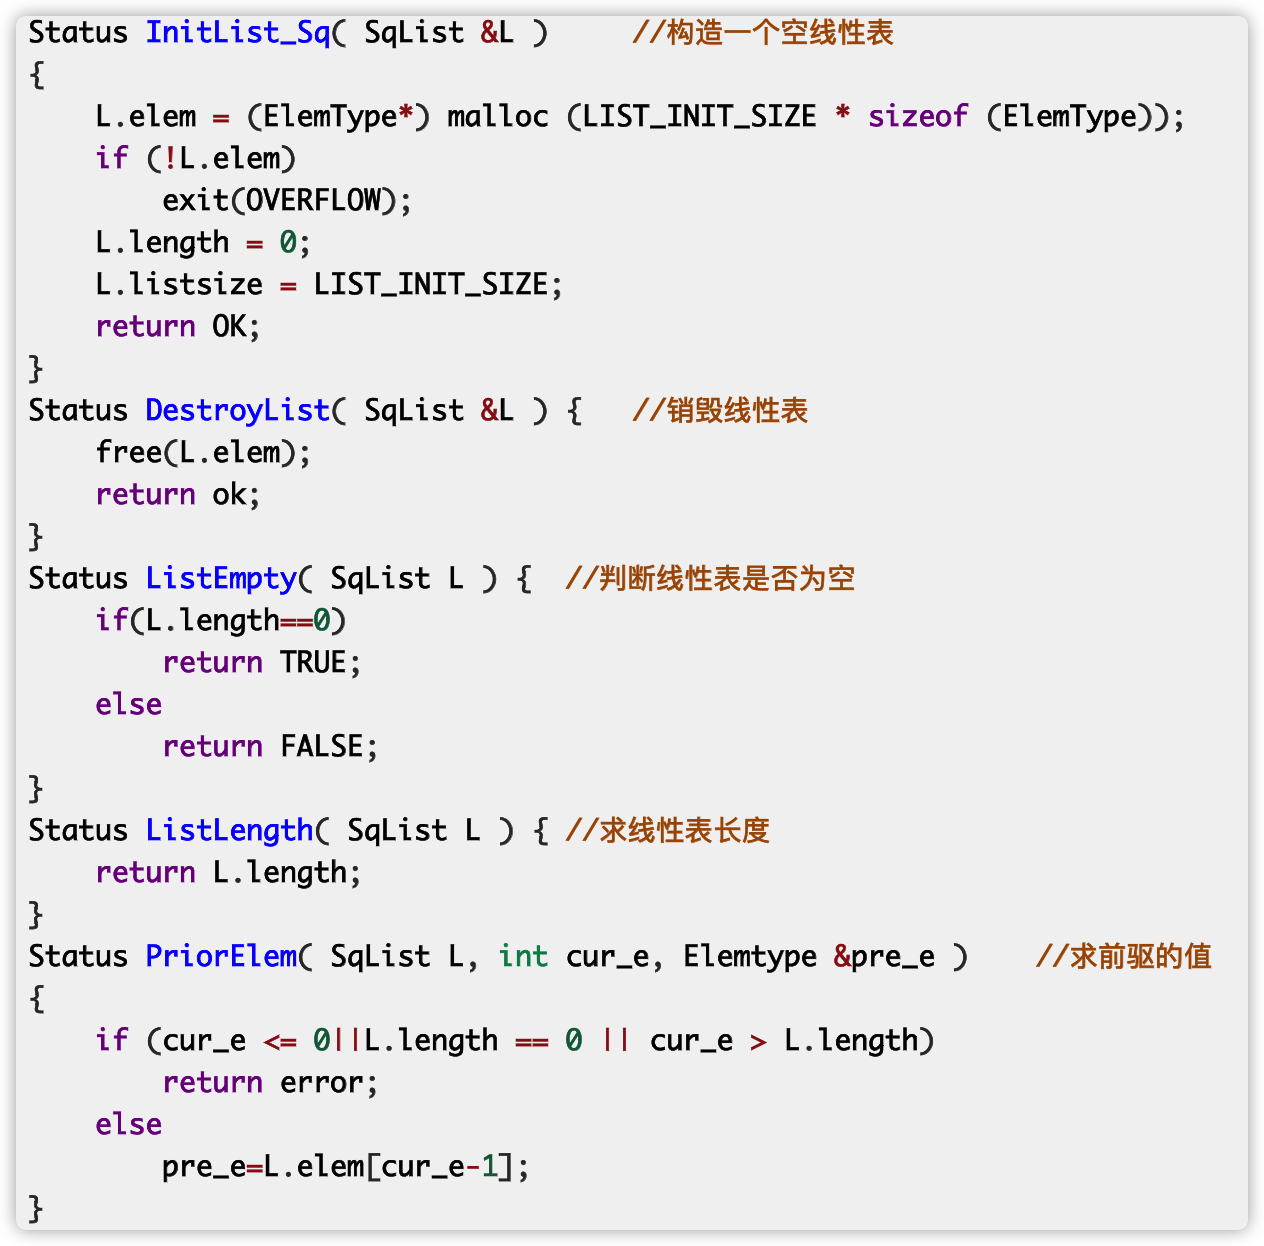 Status InitList_Sq( SqList &L )     //构造一个空线性表
{
    L.elem = (ElemType*) malloc (LIST_INIT_SIZE * sizeof (ElemType));
    if (!L.elem)
        exit(OVERFLOW);
    L.length = 0;
    L.listsize = LIST_INIT_SIZE;
    return OK;
}
Status DestroyList( SqList &L ) {   //销毁线性表
    free(L.elem);
    return ok;
}
Status ListEmpty( SqList L ) {  //判断线性表是否为空
    if(L.length==0)
        return TRUE;
    else
        return FALSE;
}
Status ListLength( SqList L ) { //求线性表长度
    return L.length;
}
Status PriorElem( SqList L, int cur_e, Elemtype &pre_e )    //求前驱的值
{
    if (cur_e <= 0||L.length == 0 || cur_e > L.length)
        return error;
    else
        pre_e=L.elem[cur_e-1];
}